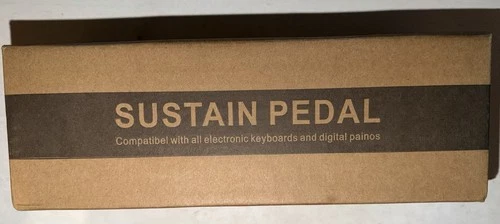 SUSTAIN PEDAL
Compatibel with all electronic keyboards and digital painos